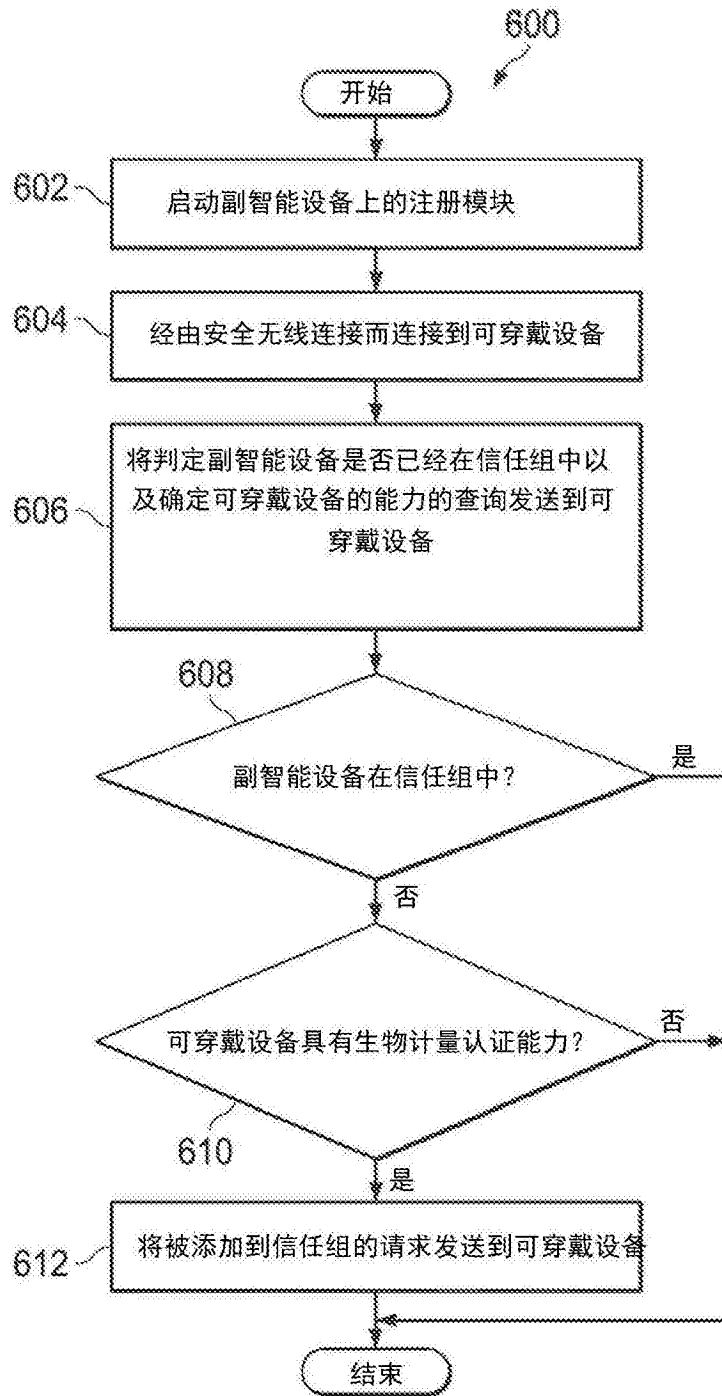 600
开始
602
启动副智能设备上的注册模块
604
经由安全无线连接而连接到可穿戴设备
606
将判定副智能设备是否已经在信任组中以
及确定可穿戴设备的能力的查询发送到可
穿戴设备
608
副智能设备在信任组中?
是
否
可穿戴设备具有生物计量认证能力?
否
610
是
612
将被添加到信任组的请求发送到可穿戴设备
结束